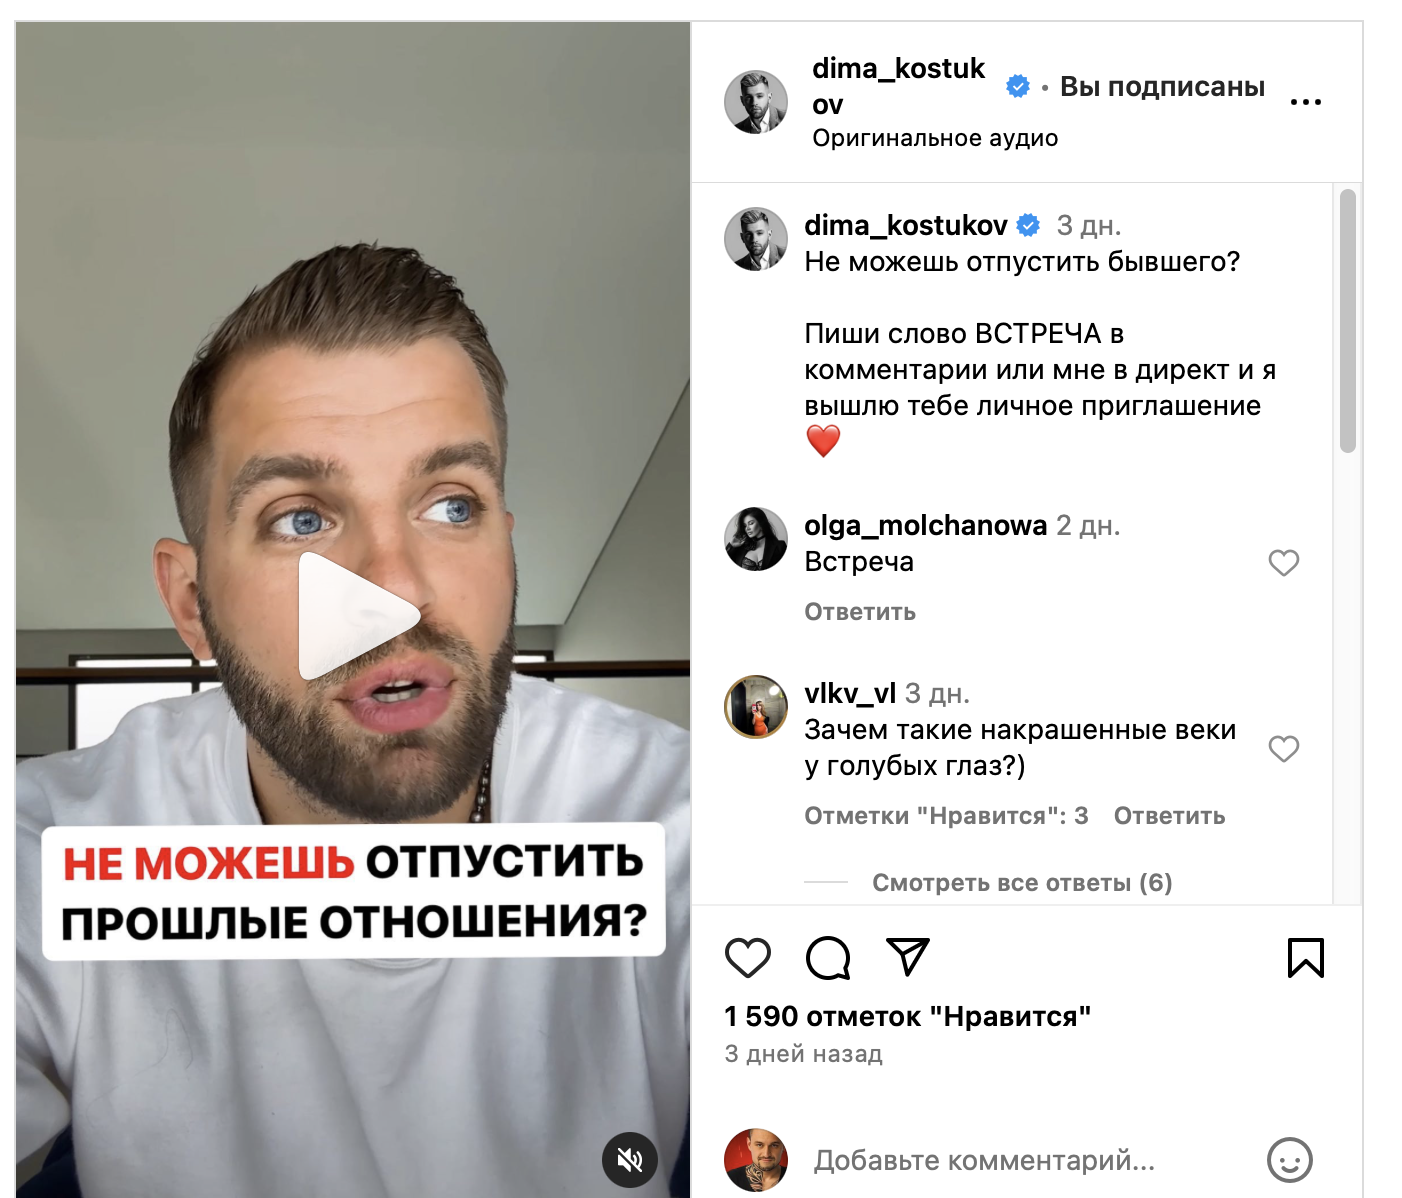 НЕ МОЖЕШЬ ОТПУСТИТЬ
ПРОШЛЫЕ ОТНОШЕНИЯ?
dima_kostuk
ov
• Вы подписаны
Оригинальное аудио
dima_kostukov 3 дн.
Не можешь отпустить бывшего?
Пиши слово ВСТРЕЧА в
комментарии или мне в директ и я
вышлю тебе личное приглашение
❤️
olga_molchanowa 2 дн.
Встреча
Ответить
vlkv_vl 3 дн.
Зачем такие накрашенные веки
у голубых глаз?)
Отметки "Нравится": 3 Ответить
Смотреть все ответы (6)
1 590 отметок "Нравится"
3 дней назад
Добавьте комментарий...